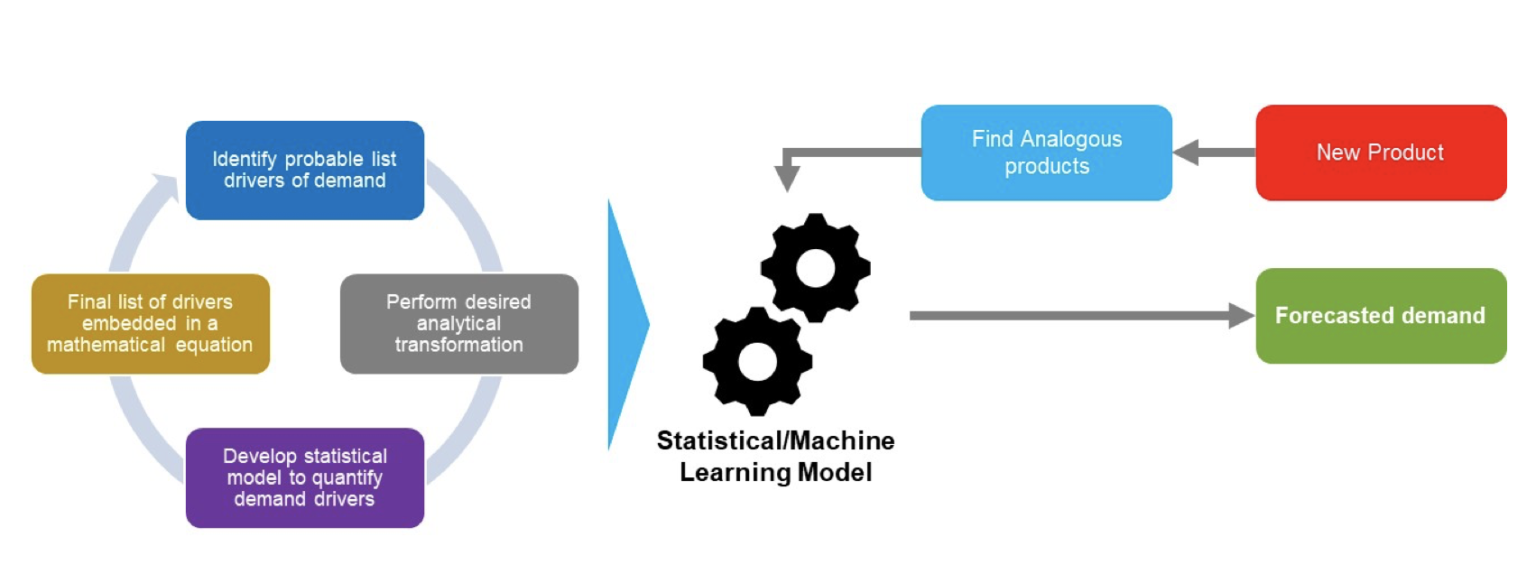 Identify probable list
drivers of demand
Perform desired
analytical
transformation
Develop statistical
model to quantify
demand drivers
Final list of drivers
embedded in a
mathematical equation
Statistical/Machine
Learning Model
New Product
Find Analogous
products
Forecasted demand